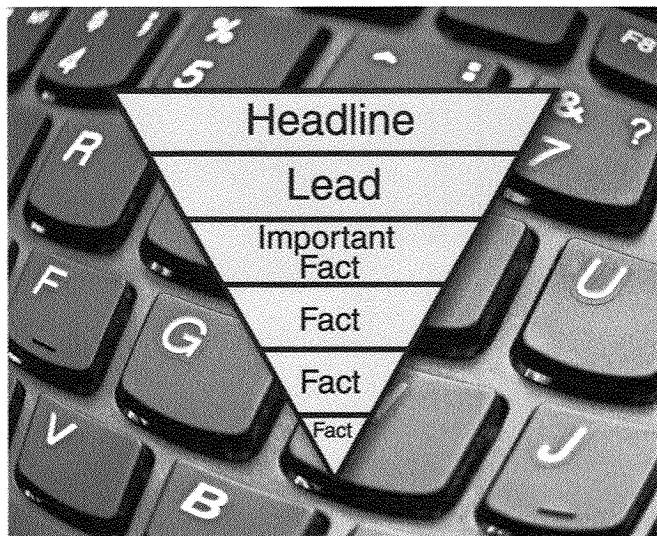 % F8
4 5 ^ : & ?
Headline 7
R
Lead
Important
Fact
U
F
Fact
G
Fact
Fact
V
J
B